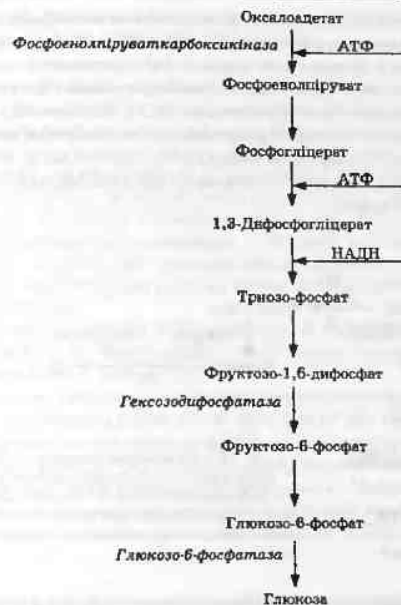 Оксалоацетат
Фосфоенолпіруваткарбоксикіназа
АТФ
Фосфоенолпіруват
Фосфогліцерат
АТФ
1,3-Дифосфогліцерат
НАДН
Триозо-фосфат
Фруктозо-1,6-дифосфат
Гексозодифосфатаза
Фруктозо-6-фосфат
Глюкозо-6-фосфат
Глюкозо-6-фосфатаза
Глюкоза